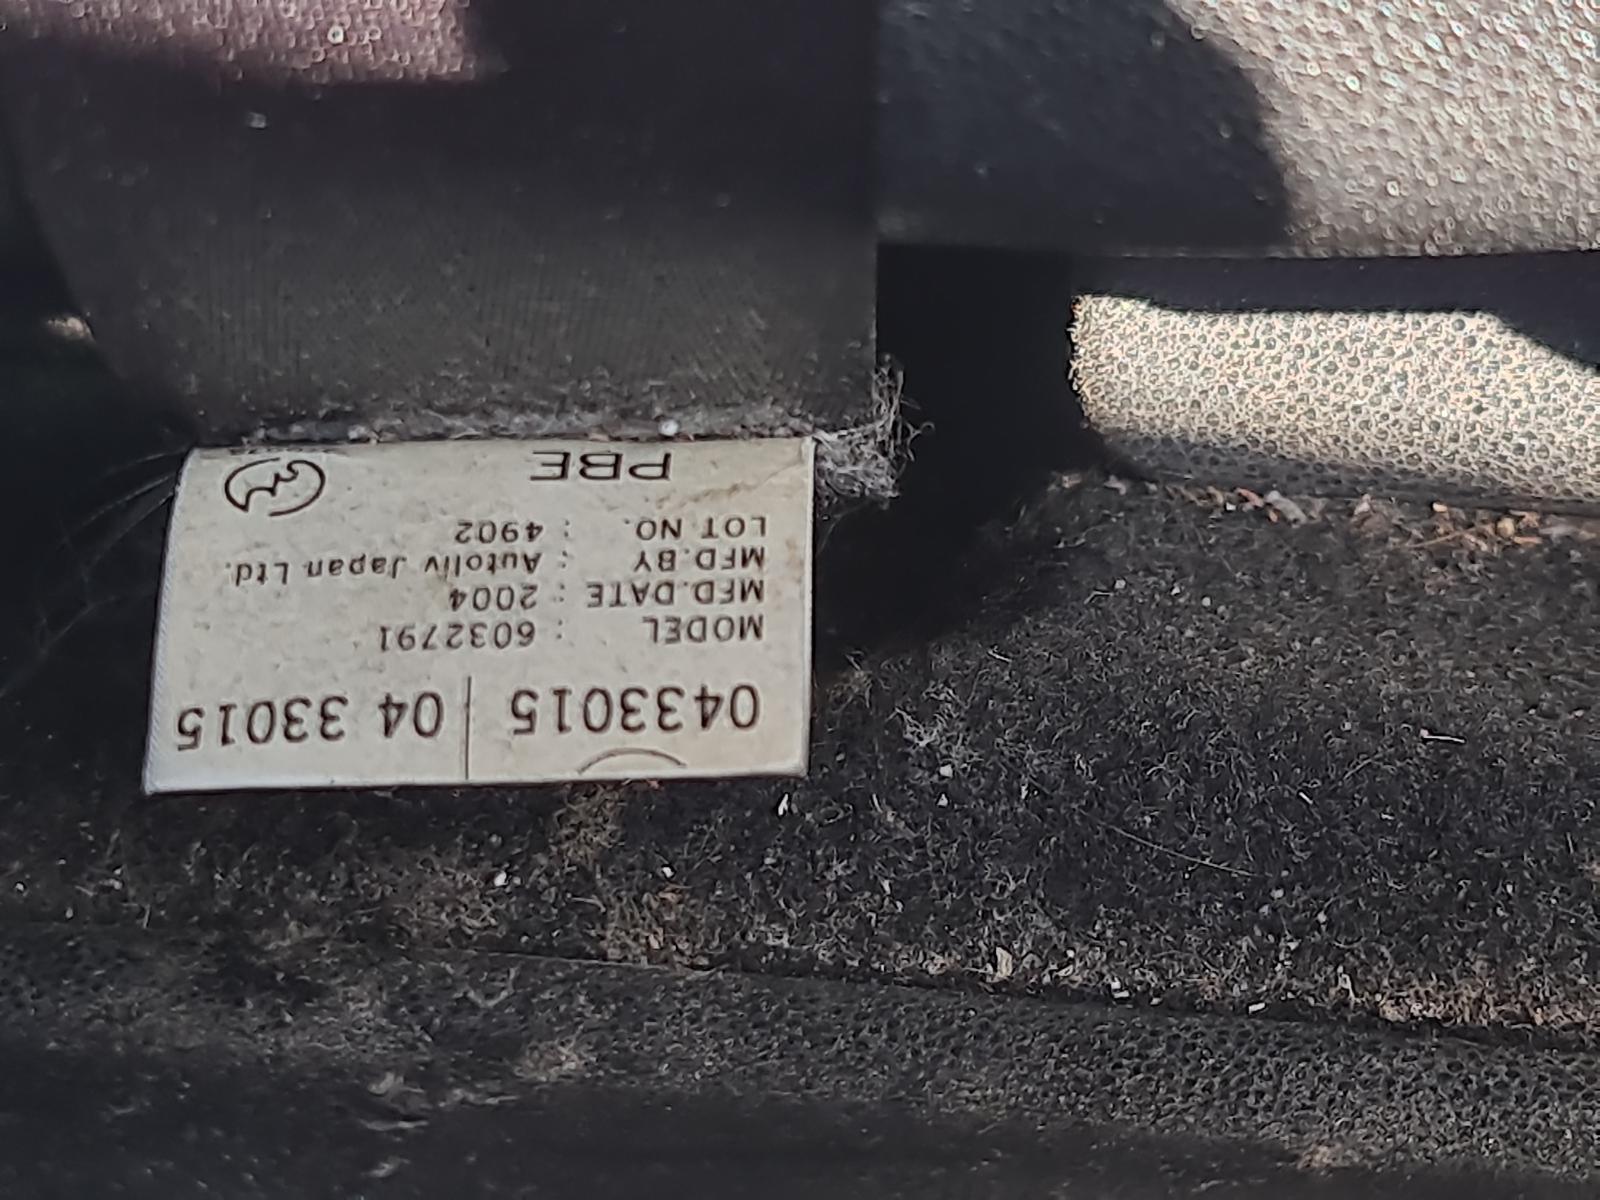 0433015 | 04 33015
MODEL : 6032791
MFD.DATE : 2004
MFD.BY : Autoliv Japan Ltd.
LOT NO. : 4902
PBE